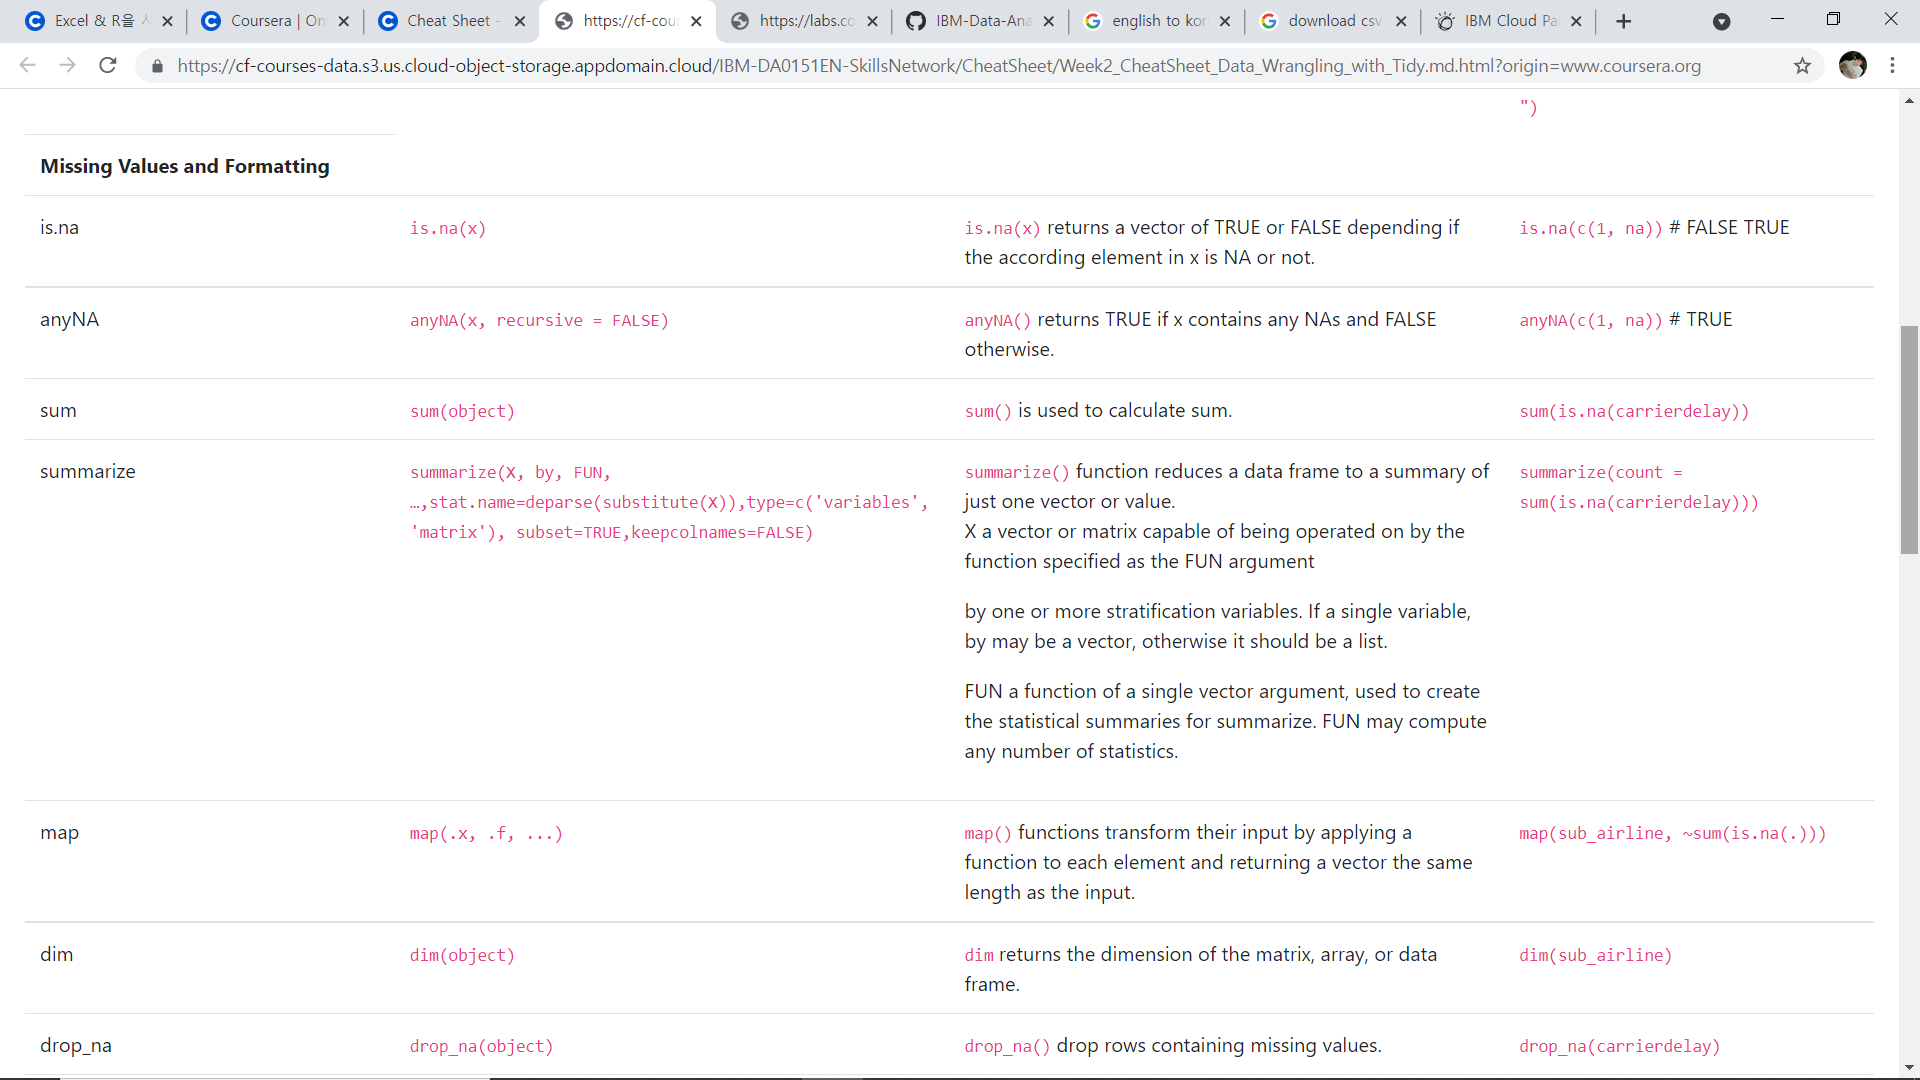 Excel & R을 사
Coursera | On
Cheat Sheet -
https://cf-cour
https://labs.co
IBM-Data-Ana
english to kor
download csv
IBM Cloud Pa
https://cf-courses-data.s3.us.cloud-object-storage.appdomain.cloud/IBM-DA0151EN-SkillsNetwork/CheatSheet/Week2_CheatSheet_Data_Wrangling_with_Tidy.md.html?origin=www.coursera.org
")
Missing Values and Formatting
is.na
is.na(x)
is.na(x) returns a vector of TRUE or FALSE depending if
the according element in x is NA or not.
is.na(c(1, na)) # FALSE TRUE
anyNA
anyNA(x, recursive = FALSE)
anyNA() returns TRUE if x contains any NAs and FALSE
otherwise.
anyNA(c(1, na)) # TRUE
sum
sum(object)
sum() is used to calculate sum.
sum(is.na(carrierdelay))
summarize
summarize(X, by, FUN,
…,stat.name=deparse(substitute(X)),type=c('variables',
'matrix'), subset=TRUE,keepcolnames=FALSE)
summarize() function reduces a data frame to a summary of
just one vector or value.
X a vector or matrix capable of being operated on by the
function specified as the FUN argument
by one or more stratification variables. If a single variable,
by may be a vector, otherwise it should be a list.
FUN a function of a single vector argument, used to create
the statistical summaries for summarize. FUN may compute
any number of statistics.
summarize(count =
sum(is.na(carrierdelay)))
map
map(.x, .f, ...)
map() functions transform their input by applying a
function to each element and returning a vector the same
length as the input.
map(sub_airline, ~sum(is.na(.)))
dim
dim(object)
dim returns the dimension of the matrix, array, or data
frame.
dim(sub_airline)
drop_na
drop_na(object)
drop_na() drop rows containing missing values.
drop_na(carrierdelay)